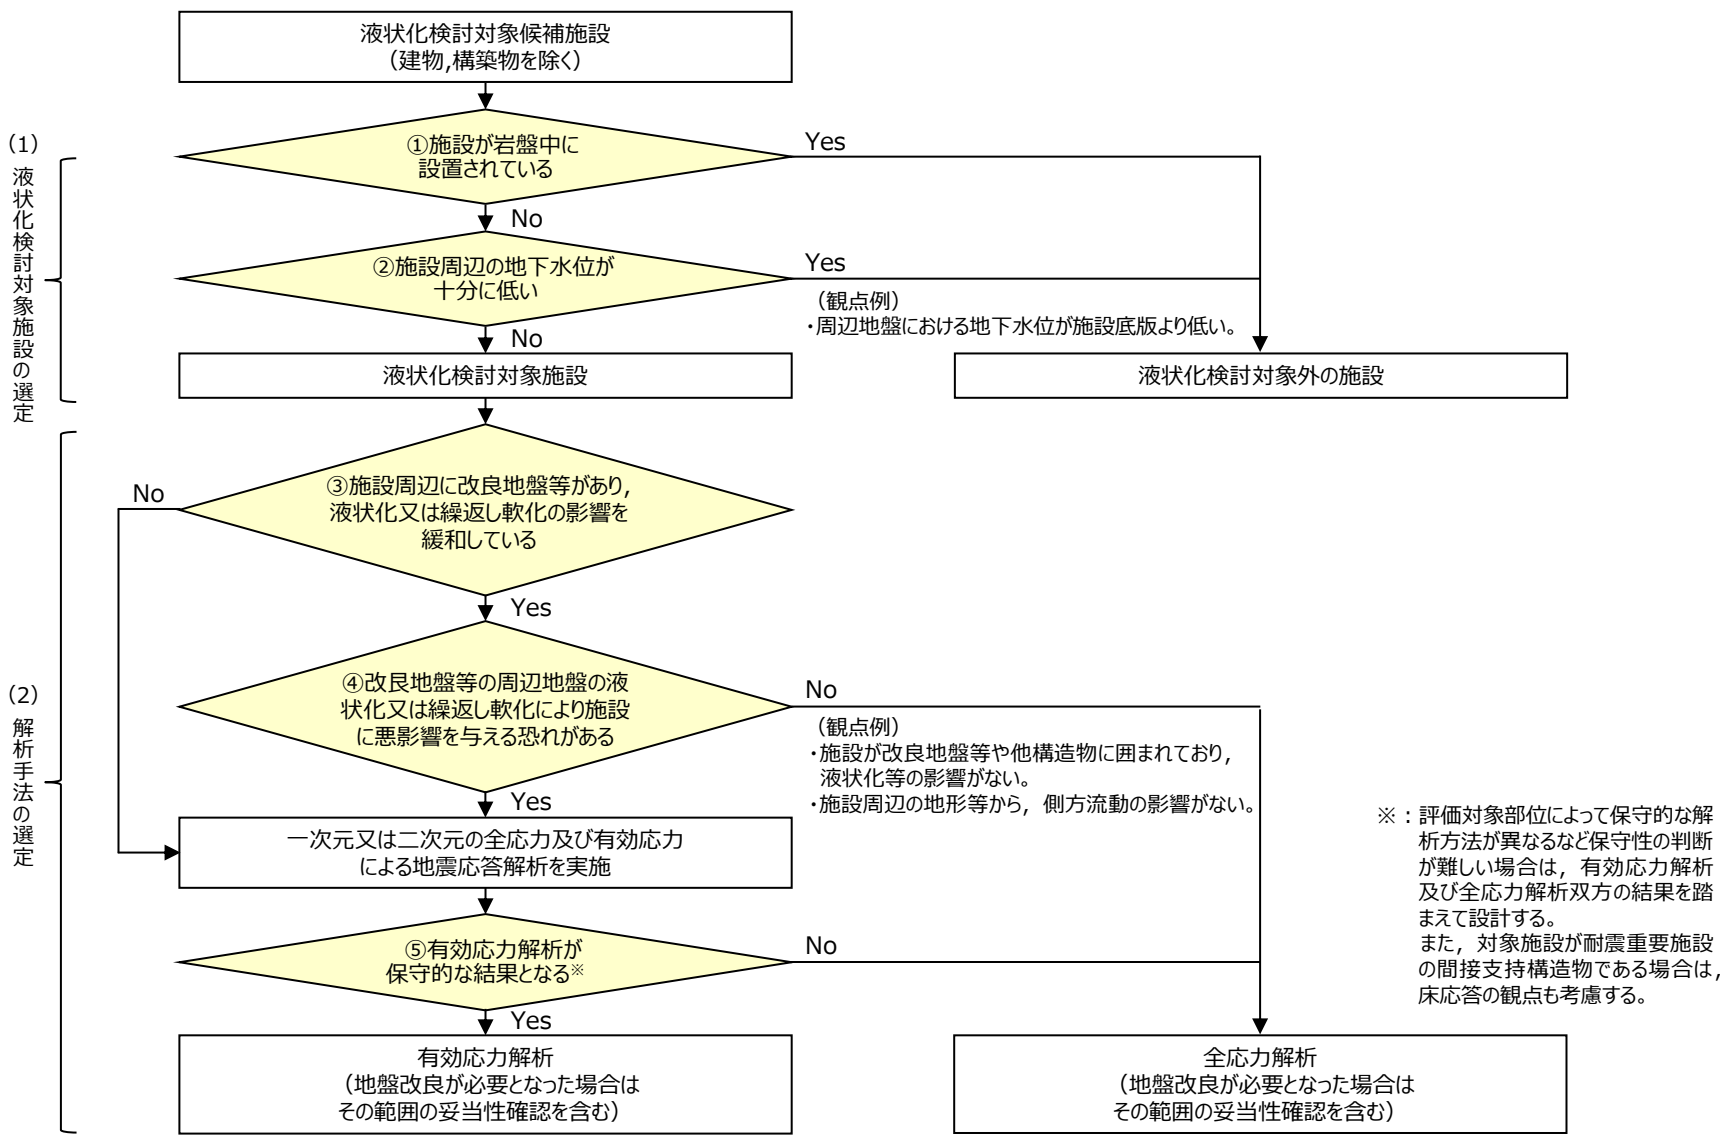 液状化検討対象候補施設
（建物,構築物を除く）
（1）
液状化検討対象施設の選定
①施設が岩盤中に
設置されている
Yes
No
②施設周辺の地下水位が
十分に低い
Yes
（観点例）
・周辺地盤における地下水位が施設底版より低い。
No
液状化検討対象施設
液状化検討対象外の施設
（2）
解析手法の選定
③施設周辺に改良地盤等があり,
液状化又は繰返し軟化の影響を
緩和している
No
Yes
④改良地盤等の周辺地盤の液
状化又は繰返し軟化により施設
に悪影響を与える恐れがある
No
（観点例）
・施設が改良地盤等や他構造物に囲まれており,
液状化等の影響がない。
・施設周辺の地形等から, 側方流動の影響がない。
Yes
一次元又は二次元の全応力及び有効応力
による地震応答解析を実施
※：評価対象部位によって保守的な解
析方法が異なるなど保守性の判断
が難しい場合は, 有効応力解析
及び全応力解析双方の結果を踏
まえて設計する。
また, 対象施設が耐震重要施設
の間接支持構造物である場合は,
床応答の観点も考慮する。
⑤有効応力解析が
保守的な結果となる※
No
Yes
有効応力解析
（地盤改良が必要となった場合は
その範囲の妥当性確認を含む）
全応力解析
（地盤改良が必要となった場合は
その範囲の妥当性確認を含む）